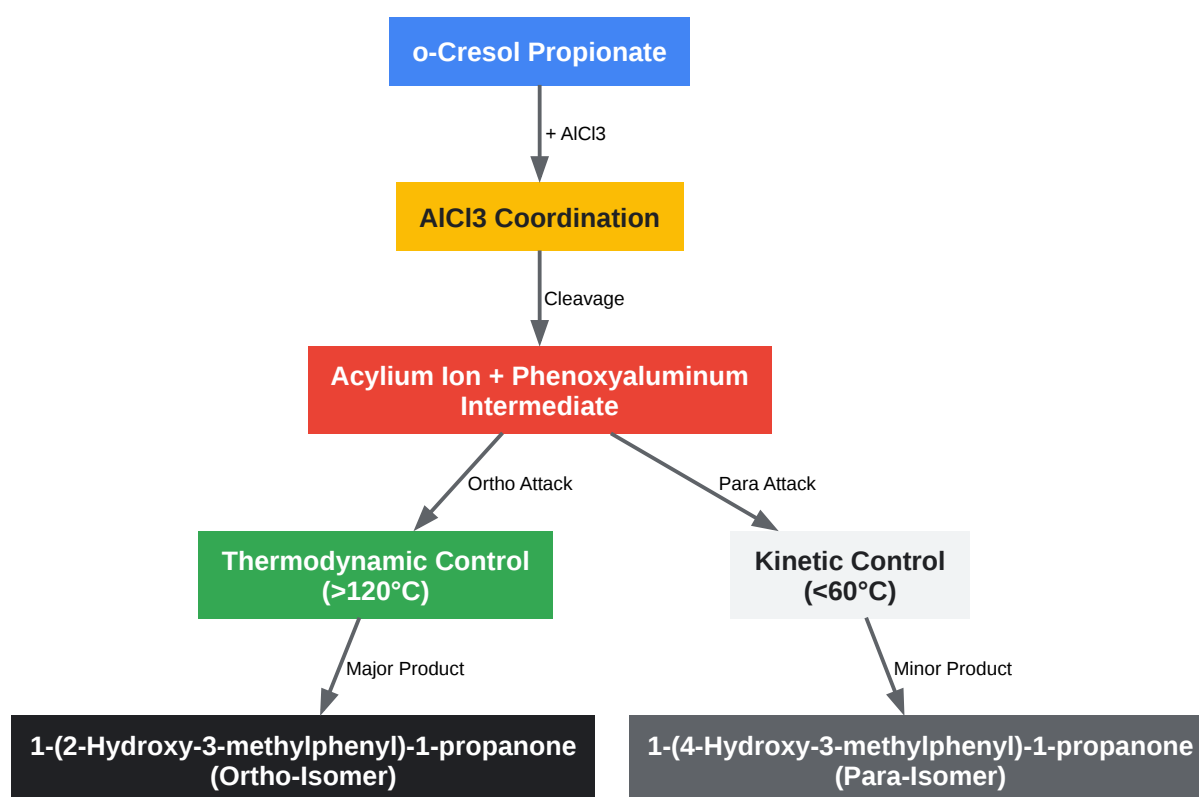 o-Cresol Propionate
+ AlCl3
AlCl3 Coordination
Cleavage
Acylium Ion + Phenoxyaluminum
Intermediate
Ortho Attack
Para Attack
Thermodynamic Control
(>120°C)
Kinetic Control
(<60°C)
Major Product
Minor Product
1-(2-Hydroxy-3-methylphenyl)-1-propanone
(Ortho-Isomer)
1-(4-Hydroxy-3-methylphenyl)-1-propanone
(Para-Isomer)